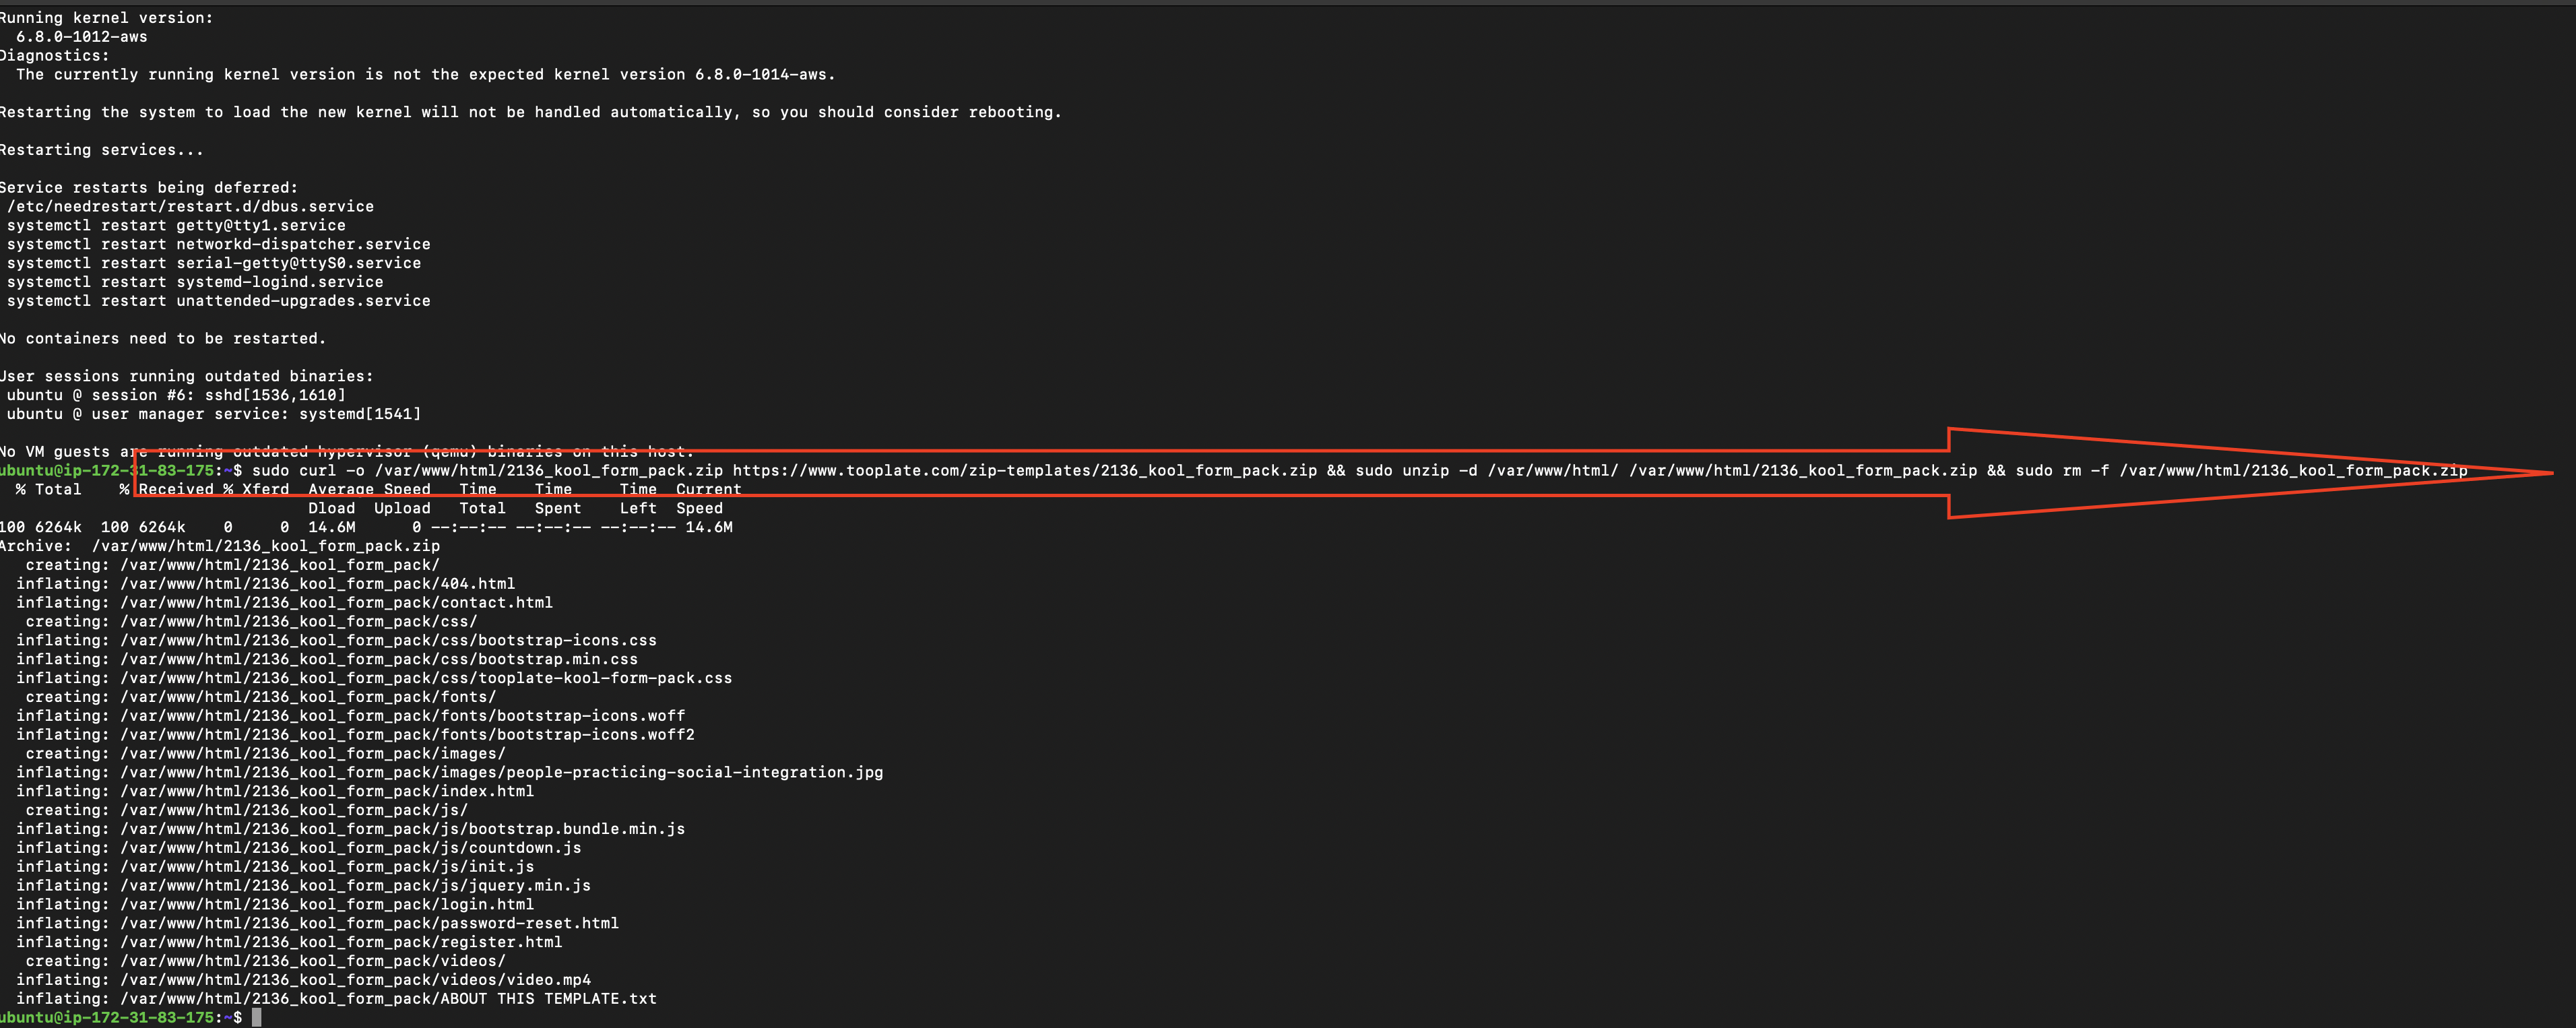 Running kernel version:
6.8.0-1012-aws
Diagnostics:
The currently running kernel version is not the expected kernel version 6.8.0-1014-aws.
Restarting the system to load the new kernel will not be handled automatically, so you should consider rebooting.
Restarting services...
Service restarts being deferred:
/etc/needrestart/restart.d/dbus.service
systemctl restart getty@tty1.service
systemctl restart networkd-dispatcher.service
systemctl restart serial-getty@ttyS0.service
systemctl restart systemd-logind.service
systemctl restart unattended-upgrades.service
No containers need to be restarted.
User sessions running outdated binaries:
ubuntu @ session #6: sshd[1536,1610]
ubuntu @ user manager service: systemd[1541]
No VM guests are running outdated hypervisor (qemu) binaries on this host.
ubuntu@ip-172-31-83-175:~$ sudo curl -o /var/www/html/2136_kool_form_pack.zip https://www.tooplate.com/zip-templates/2136_kool_form_pack.zip && sudo unzip -d /var/www/html/ /var/www/html/2136_kool_form_pack.zip && sudo rm -f /var/www/html/2136_kool_form_pack.zip
% Total    % Received % Xferd  Average Speed   Time    Time     Time  Current
Dload  Upload   Total   Spent    Left  Speed
100 6264k  100 6264k    0     0  14.6M      0 --:--:-- --:--:-- --:--:-- 14.6M
Archive:  /var/www/html/2136_kool_form_pack.zip
creating: /var/www/html/2136_kool_form_pack/
inflating: /var/www/html/2136_kool_form_pack/404.html
inflating: /var/www/html/2136_kool_form_pack/contact.html
creating: /var/www/html/2136_kool_form_pack/css/
inflating: /var/www/html/2136_kool_form_pack/css/bootstrap-icons.css
inflating: /var/www/html/2136_kool_form_pack/css/bootstrap.min.css
inflating: /var/www/html/2136_kool_form_pack/css/tooplate-kool-form-pack.css
creating: /var/www/html/2136_kool_form_pack/fonts/
inflating: /var/www/html/2136_kool_form_pack/fonts/bootstrap-icons.woff
inflating: /var/www/html/2136_kool_form_pack/fonts/bootstrap-icons.woff2
creating: /var/www/html/2136_kool_form_pack/images/
inflating: /var/www/html/2136_kool_form_pack/images/people-practicing-social-integration.jpg
inflating: /var/www/html/2136_kool_form_pack/index.html
creating: /var/www/html/2136_kool_form_pack/js/
inflating: /var/www/html/2136_kool_form_pack/js/bootstrap.bundle.min.js
inflating: /var/www/html/2136_kool_form_pack/js/countdown.js
inflating: /var/www/html/2136_kool_form_pack/js/init.js
inflating: /var/www/html/2136_kool_form_pack/js/jquery.min.js
inflating: /var/www/html/2136_kool_form_pack/login.html
inflating: /var/www/html/2136_kool_form_pack/password-reset.html
inflating: /var/www/html/2136_kool_form_pack/register.html
creating: /var/www/html/2136_kool_form_pack/videos/
inflating: /var/www/html/2136_kool_form_pack/videos/video.mp4
inflating: /var/www/html/2136_kool_form_pack/ABOUT THIS TEMPLATE.txt
ubuntu@ip-172-31-83-175:~$